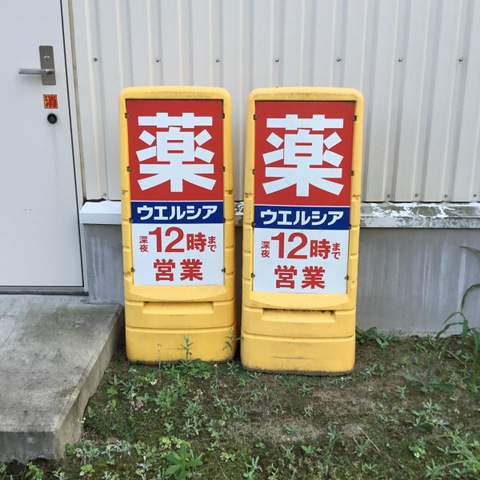 消
薬
ウエルシア
深夜12時まで
営業
薬
ウエルシア
深夜12時まで
営業